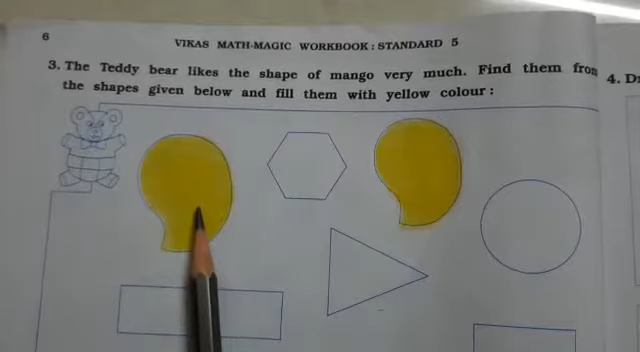 6
VIKAS MATH-MAGIC WORKBOOK : STANDARD 5
3. The Teddy bear likes the shape of mango very much. Find them from
the shapes given below and fill them with yellow colour :
4.